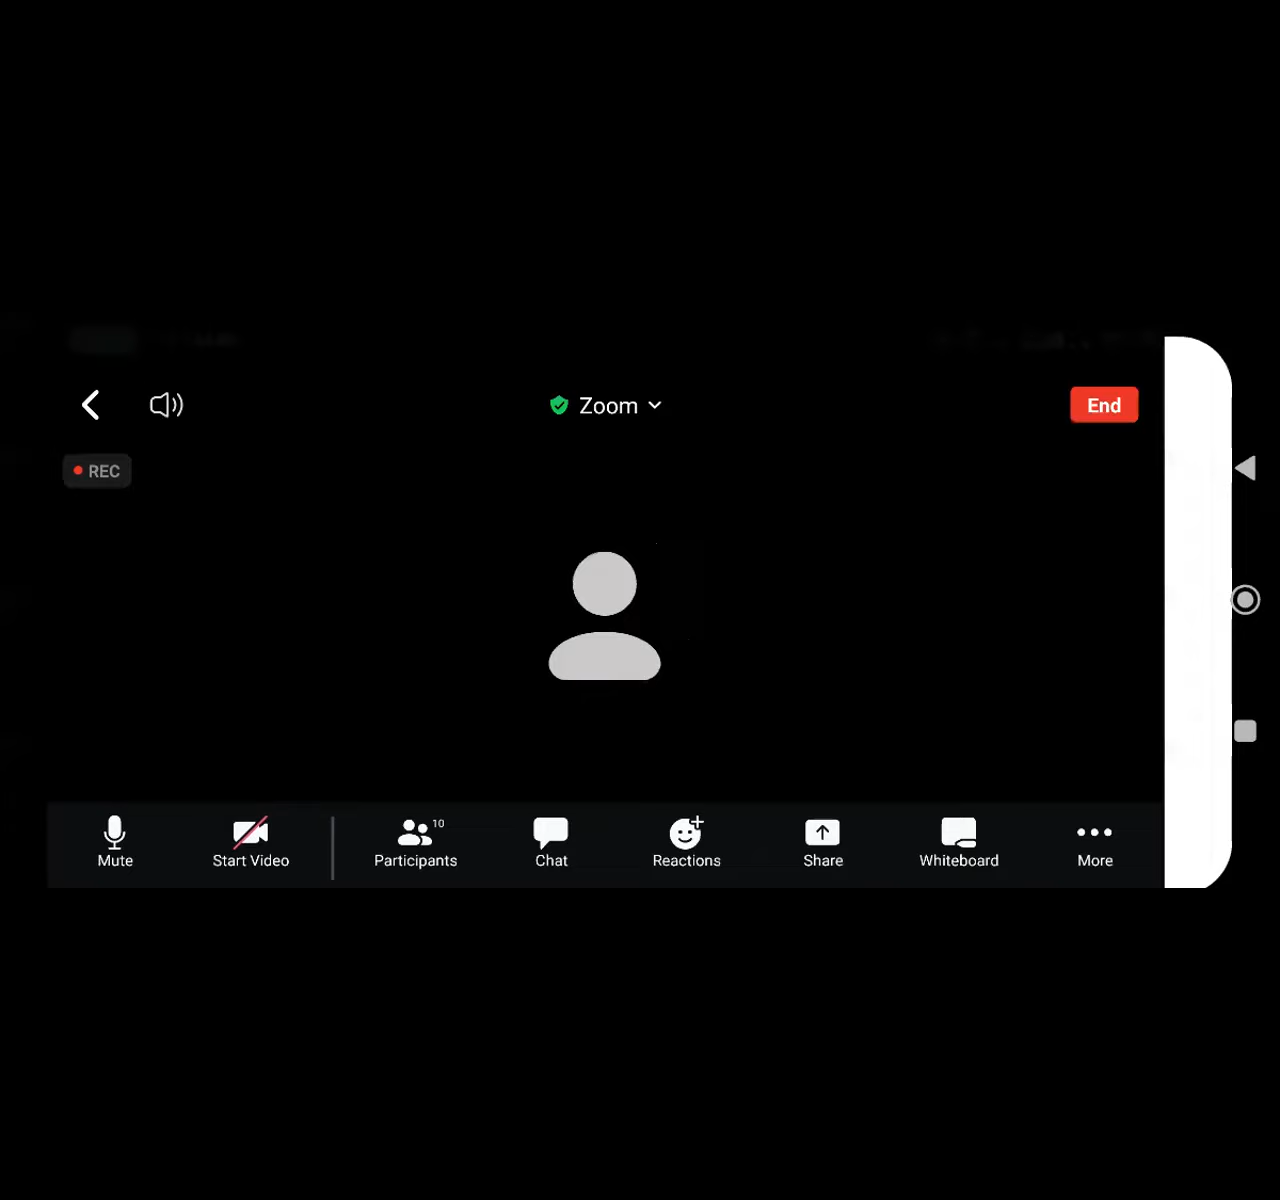 Zoom
End
REC
10
Mute
Start Video
Participants
Chat
Reactions
Share
Whiteboard
More